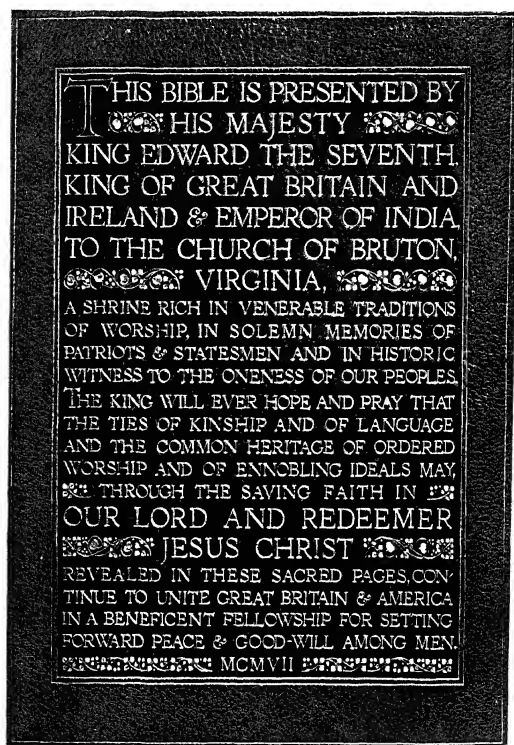 THIS BIBLE IS PRESENTED BY
HIS MAJESTY
KING EDWARD THE SEVENTH,
KING OF GREAT BRITAIN AND
IRELAND & EMPEROR OF INDIA,
TO THE CHURCH OF BRUTON,
VIRGINIA,
A SHRINE RICH IN VENERABLE TRADITIONS
OF WORSHIP, IN SOLEMN MEMORIES OF
PATRIOTS & STATESMEN AND IN HISTORIC
WITNESS TO THE ONENESS OF OUR PEOPLES.
THE KING WILL EVER HOPE AND PRAY THAT
THE TIES OF KINSHIP AND OF LANGUAGE
AND THE COMMON HERITAGE OF ORDERED
WORSHIP AND OF ENNOBLING IDEALS MAY,
THROUGH THE SAVING FAITH IN
OUR LORD AND REDEEMER
JESUS CHRIST
REVEALED IN THESE SACRED PAGES, CON-
TINUE TO UNITE GREAT BRITAIN & AMERICA
IN A BENEFICENT FELLOWSHIP FOR SETTING
FORWARD PEACE & GOOD-WILL AMONG MEN.
MCMVII